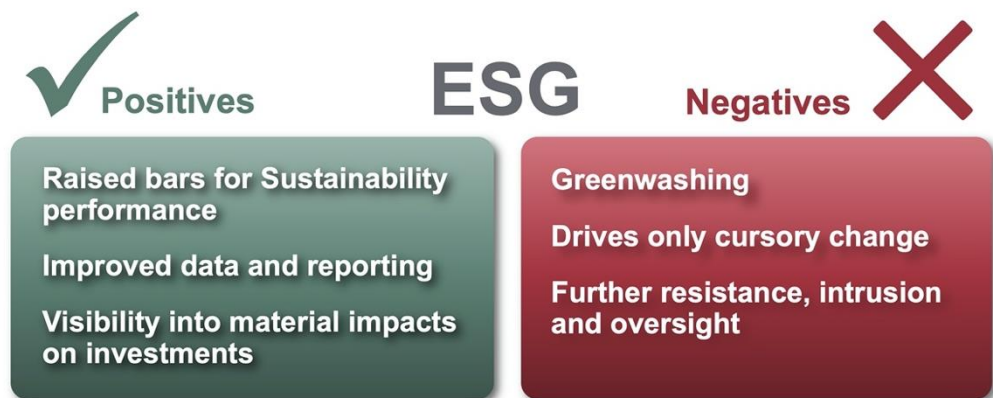 Positives
ESG
Negatives
Raised bars for Sustainability
performance
Improved data and reporting
Visibility into material impacts
on investments
Greenwashing
Drives only cursory change
Further resistance, intrusion
and oversight